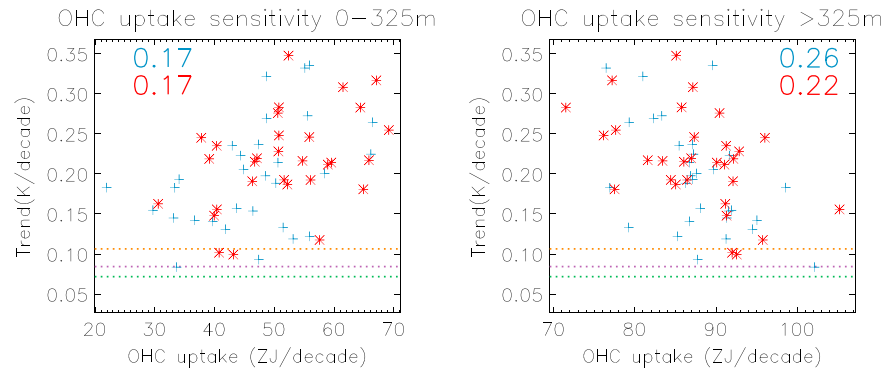 OHC uptake sensitivity 0-325m
0.17
0.17
Trend(K/decade)
0.35
0.30
0.25
0.20
0.15
0.10
0.05
20 30 40 50 60 70
OHC uptake (ZJ/decade)
OHC uptake sensitivity >325m
0.26
0.22
Trend(K/decade)
0.35
0.30
0.25
0.20
0.15
0.10
0.05
70 80 90 100
OHC uptake (ZJ/decade)